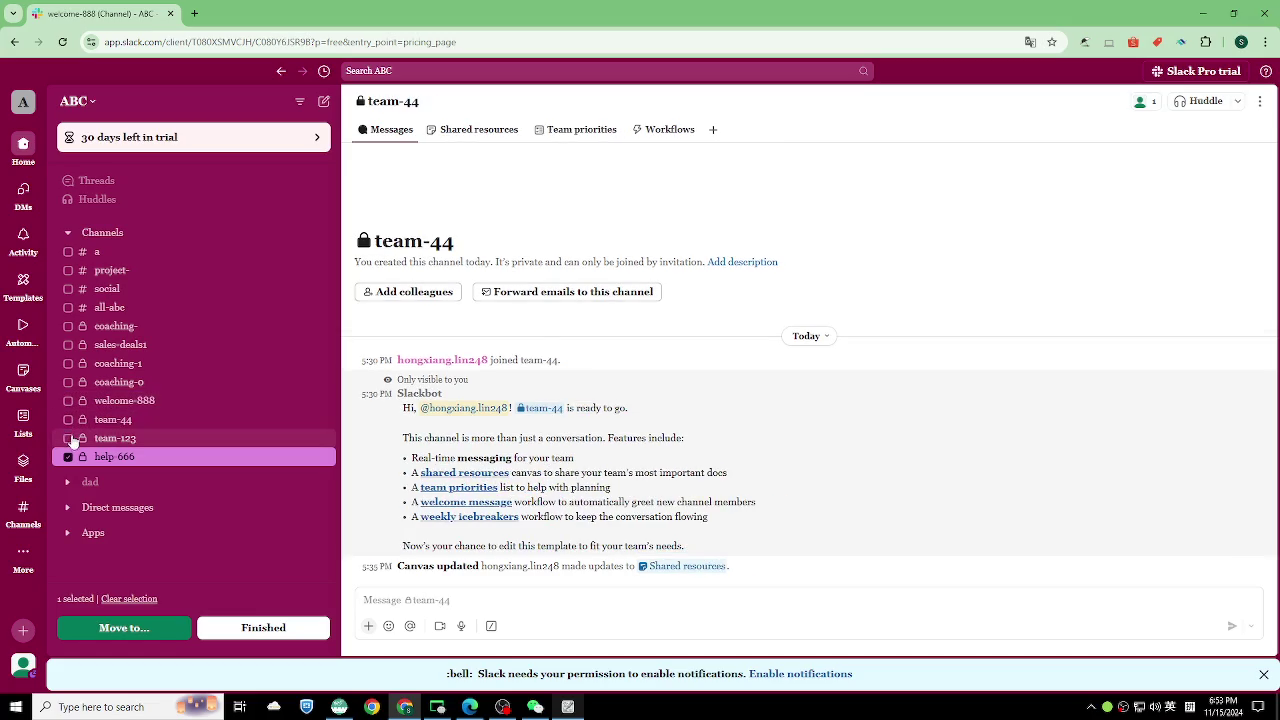 welcome-888 (Channel) - ABC -
S
app.slack.com/client/T080XSMVCJH/C080Y6JSR9B?p=free&entry_point=pricing_page
S
Search ABC
Slack Pro trial
A
ABC
team-44
1
Huddle
30 days left in trial
Messages
Shared resources
Team priorities
Workflows
Home
Threads
Huddles
DMs
Channels
Activity
# a
# project-
Templates
# social
# all-abc
Autom...
coaching-
sales-deals1
coaching-1
Canvases
coaching-0
welcome-888
Lists
team-44
team-123
help-666
Files
dad
Direct messages
# Channels
Apps
More
1 selected | Clear selection
Move to...
Finished
team-44
You created this channel today. It's private and can only be joined by invitation. Add description
Add colleagues
Forward emails to this channel
Today
5:30 PM hongxiang.lin248 joined team-44.
Only visible to you
5:30 PM Slackbot
Hi, @hongxiang.lin248! team-44 is ready to go.
This channel is more than just a conversation. Features include:
• Real-time messaging for your team
• A shared resources canvas to share your team's most important docs
• A team priorities list to help with planning
• A welcome message workflow to automatically greet new channel members
• A weekly icebreakers workflow to keep the conversation flowing
Now's your chance to edit this template to fit your team's needs.
5:35 PM Canvas updated hongxiang.lin248 made updates to Shared resources.
Message team-44
:bell: Slack needs your permission to enable notifications. Enable notifications
Type here to search
英
拼
6:53 PM
11/15/2024